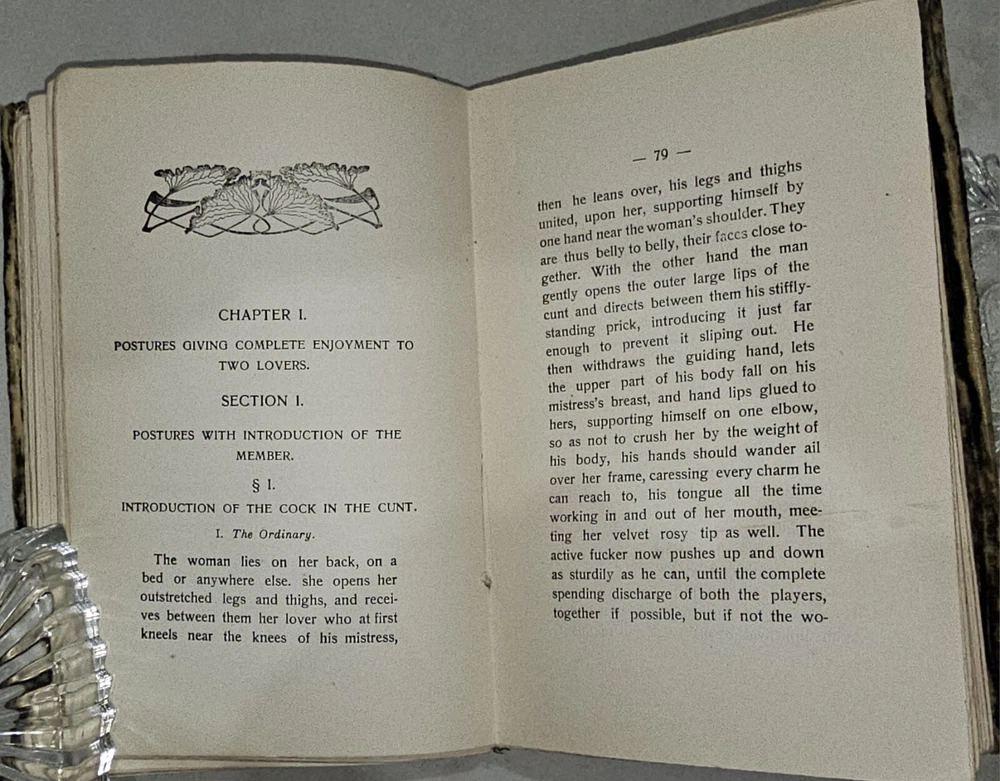 CHAPTER I.
POSTURES GIVING COMPLETE ENJOYMENT TO
TWO LOVERS.
SECTION I.
POSTURES WITH INTRODUCTION OF THE
MEMBER.
§ I.
INTRODUCTION OF THE COCK IN THE CUNT.
I. The Ordinary.
The woman lies on her back, on a
bed or anywhere else. she opens her
outstretched legs and thighs, and recei-
ves between them her lover who at first
kneels near the knees of his mistress,
— 79 —
then he leans over, his legs and thighs
united, upon her, supporting himself by
one hand near the woman's shoulder. They
are thus belly to belly, their faces close to-
gether. With the other hand the man
gently opens the outer large lips of the
cunt and directs between them his stiffly-
standing prick, introducing it just far
enough to prevent it sliping out. He
then withdraws the guiding hand, lets
the upper part of his body fall on his
mistress's breast, and hand lips glued to
hers, supporting himself on one elbow,
so as not to crush her by the weight of
his body, his hands should wander ail
over her frame, caressing every charm he
can reach to, his tongue all the time
working in and out of her mouth, mee-
ting her velvet rosy tip as well. The
active fucker now pushes up and down
as sturdily as he can, until the complete
spending discharge of both the players,
together if possible, but if not the wo-